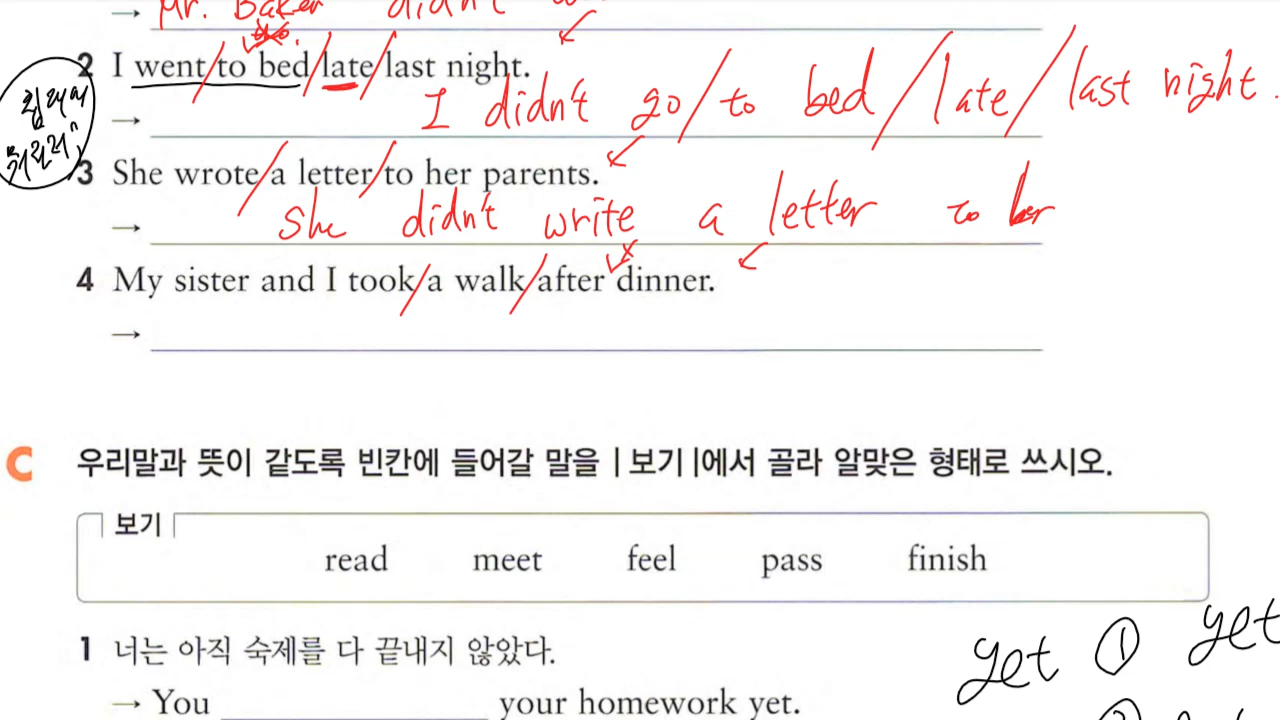 → Mr. Baker didn't
2 I went/to bed/late/last night.
→ I didn't go/to bed/late/last night.
3 She wrote/a letter/to her parents.
→ She didn't write a letter to her
4 My sister and I took/a walk/after dinner.
→
C 우리말과 뜻이 같도록 빈칸에 들어갈 말을 |보기|에서 골라 알맞은 형태로 쓰시오.
보기
read meet feel pass finish
1 너는 아직 숙제를 다 끝내지 않았다.
yet ① yet
→ You __________ your homework yet.